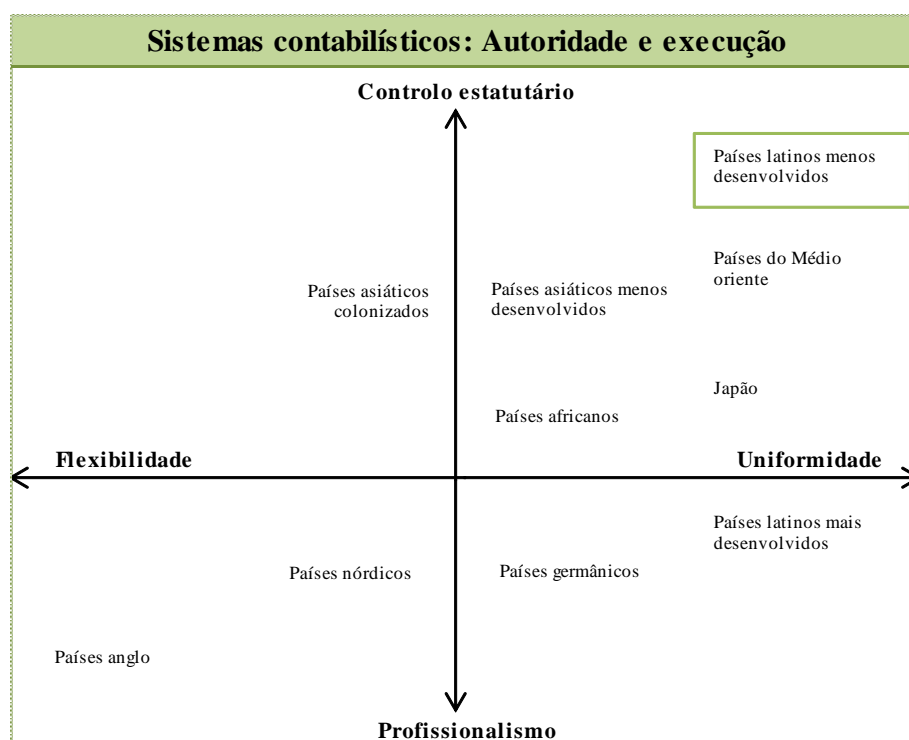 Sistemas contabilísticos: Autoridade e execução
Controlo estatutário
Países latinos menos
desenvolvidos
Países do Médio
oriente
Países asiáticos
colonizados
Países asiáticos menos
desenvolvidos
Japão
Países africanos
Flexibilidade
Uniformidade
Países latinos mais
desenvolvidos
Países nórdicos
Países germânicos
Países anglo
Profissionalismo